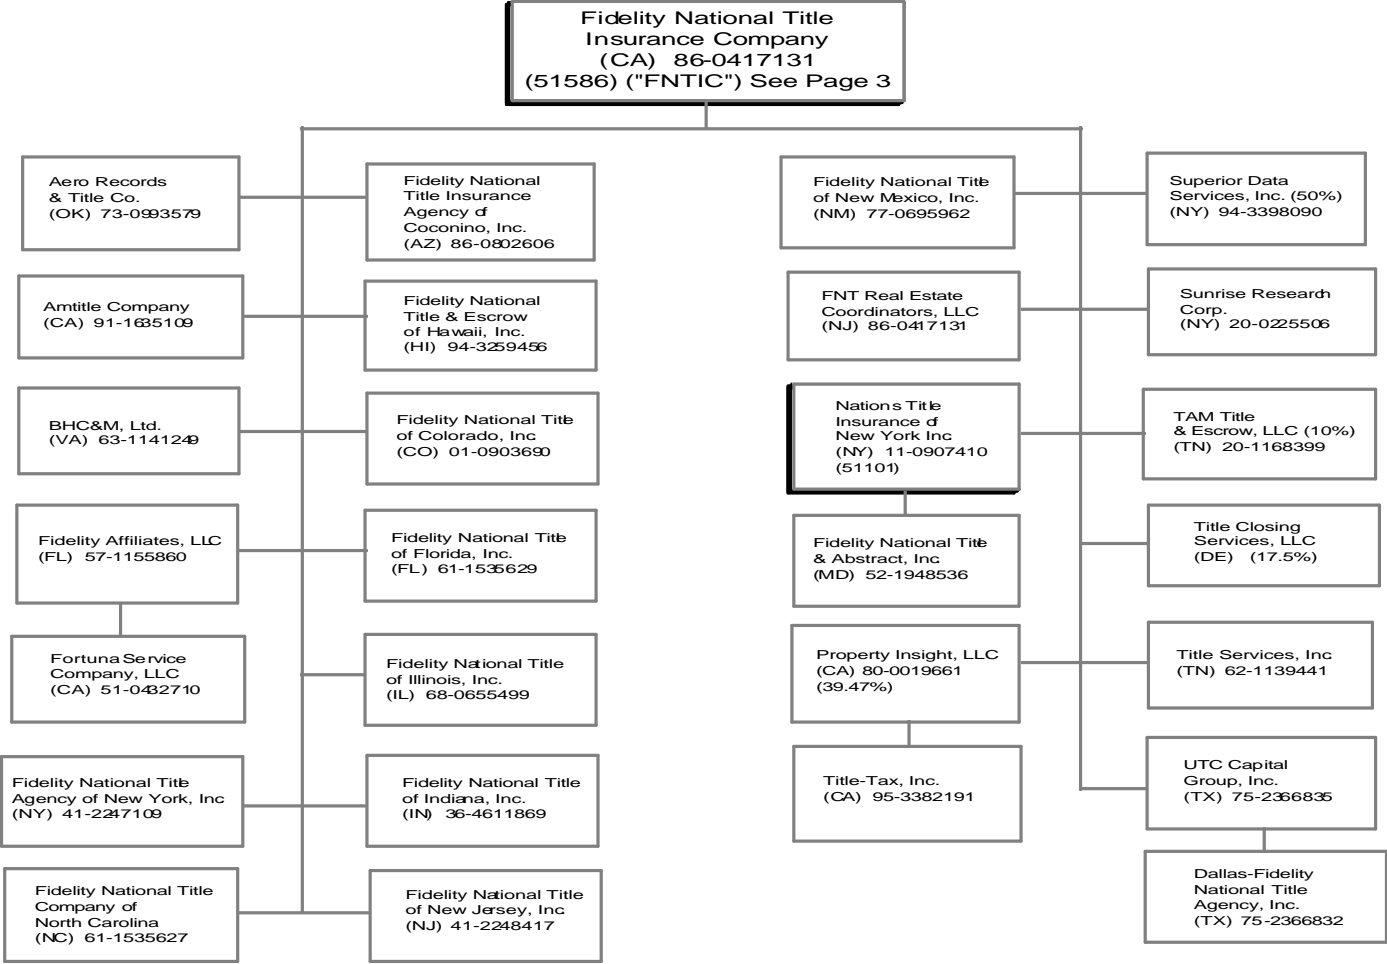 Fidelity National Title
Insurance Company
(CA) 86-0417131
(51586) ("FNTIC") See Page 3
Aero Records
& Title Co.
(OK) 73-0993579
Fidelity National
Title Insurance
Agency of
Coconino, Inc.
(AZ) 86-0802606
Fidelity National Title
of New Mexico, Inc.
(NM) 77-0695962
Superior Data
Services, Inc. (50%)
(NY) 94-3398090
Amtitle Company
(CA) 91-1635109
Fidelity National
Title & Escrow
of Hawaii, Inc.
(HI) 94-3259456
FNT Real Estate
Coordinators, LLC
(NJ) 86-0417131
Sunrise Research
Corp.
(NY) 20-0225506
BHC&M, Ltd.
(VA) 63-1141249
Fidelity National Title
of Colorado, Inc.
(CO) 01-0903690
Nations Title
Insurance of
New York Inc.
(NY) 11-0907410
(51101)
TAM Title
& Escrow, LLC (10%)
(TN) 20-1168399
Fidelity Affiliates, LLC
(FL) 57-1155860
Fidelity National Title
of Florida, Inc.
(FL) 61-1535629
Fidelity National Title
& Abstract, Inc.
(MD) 52-1948536
Title Closing
Services, LLC
(DE) (17.5%)
Fortuna Service
Company, LLC
(CA) 51-0432710
Fidelity National Title
of Illinois, Inc.
(IL) 68-0655499
Property Insight, LLC
(CA) 80-0019661
(39.47%)
Title Services, Inc.
(TN) 62-1139441
Fidelity National Title
Agency of New York, Inc.
(NY) 41-2247109
Fidelity National Title
of Indiana, Inc.
(IN) 36-4611869
Title-Tax, Inc.
(CA) 95-3382191
UTC Capital
Group, Inc.
(TX) 75-2366835
Fidelity National Title
Company of
North Carolina
(NC) 61-1535627
Fidelity National Title
of New Jersey, Inc.
(NJ) 41-2248417
Dallas-Fidelity
National Title
Agency, Inc.
(TX) 75-2366832